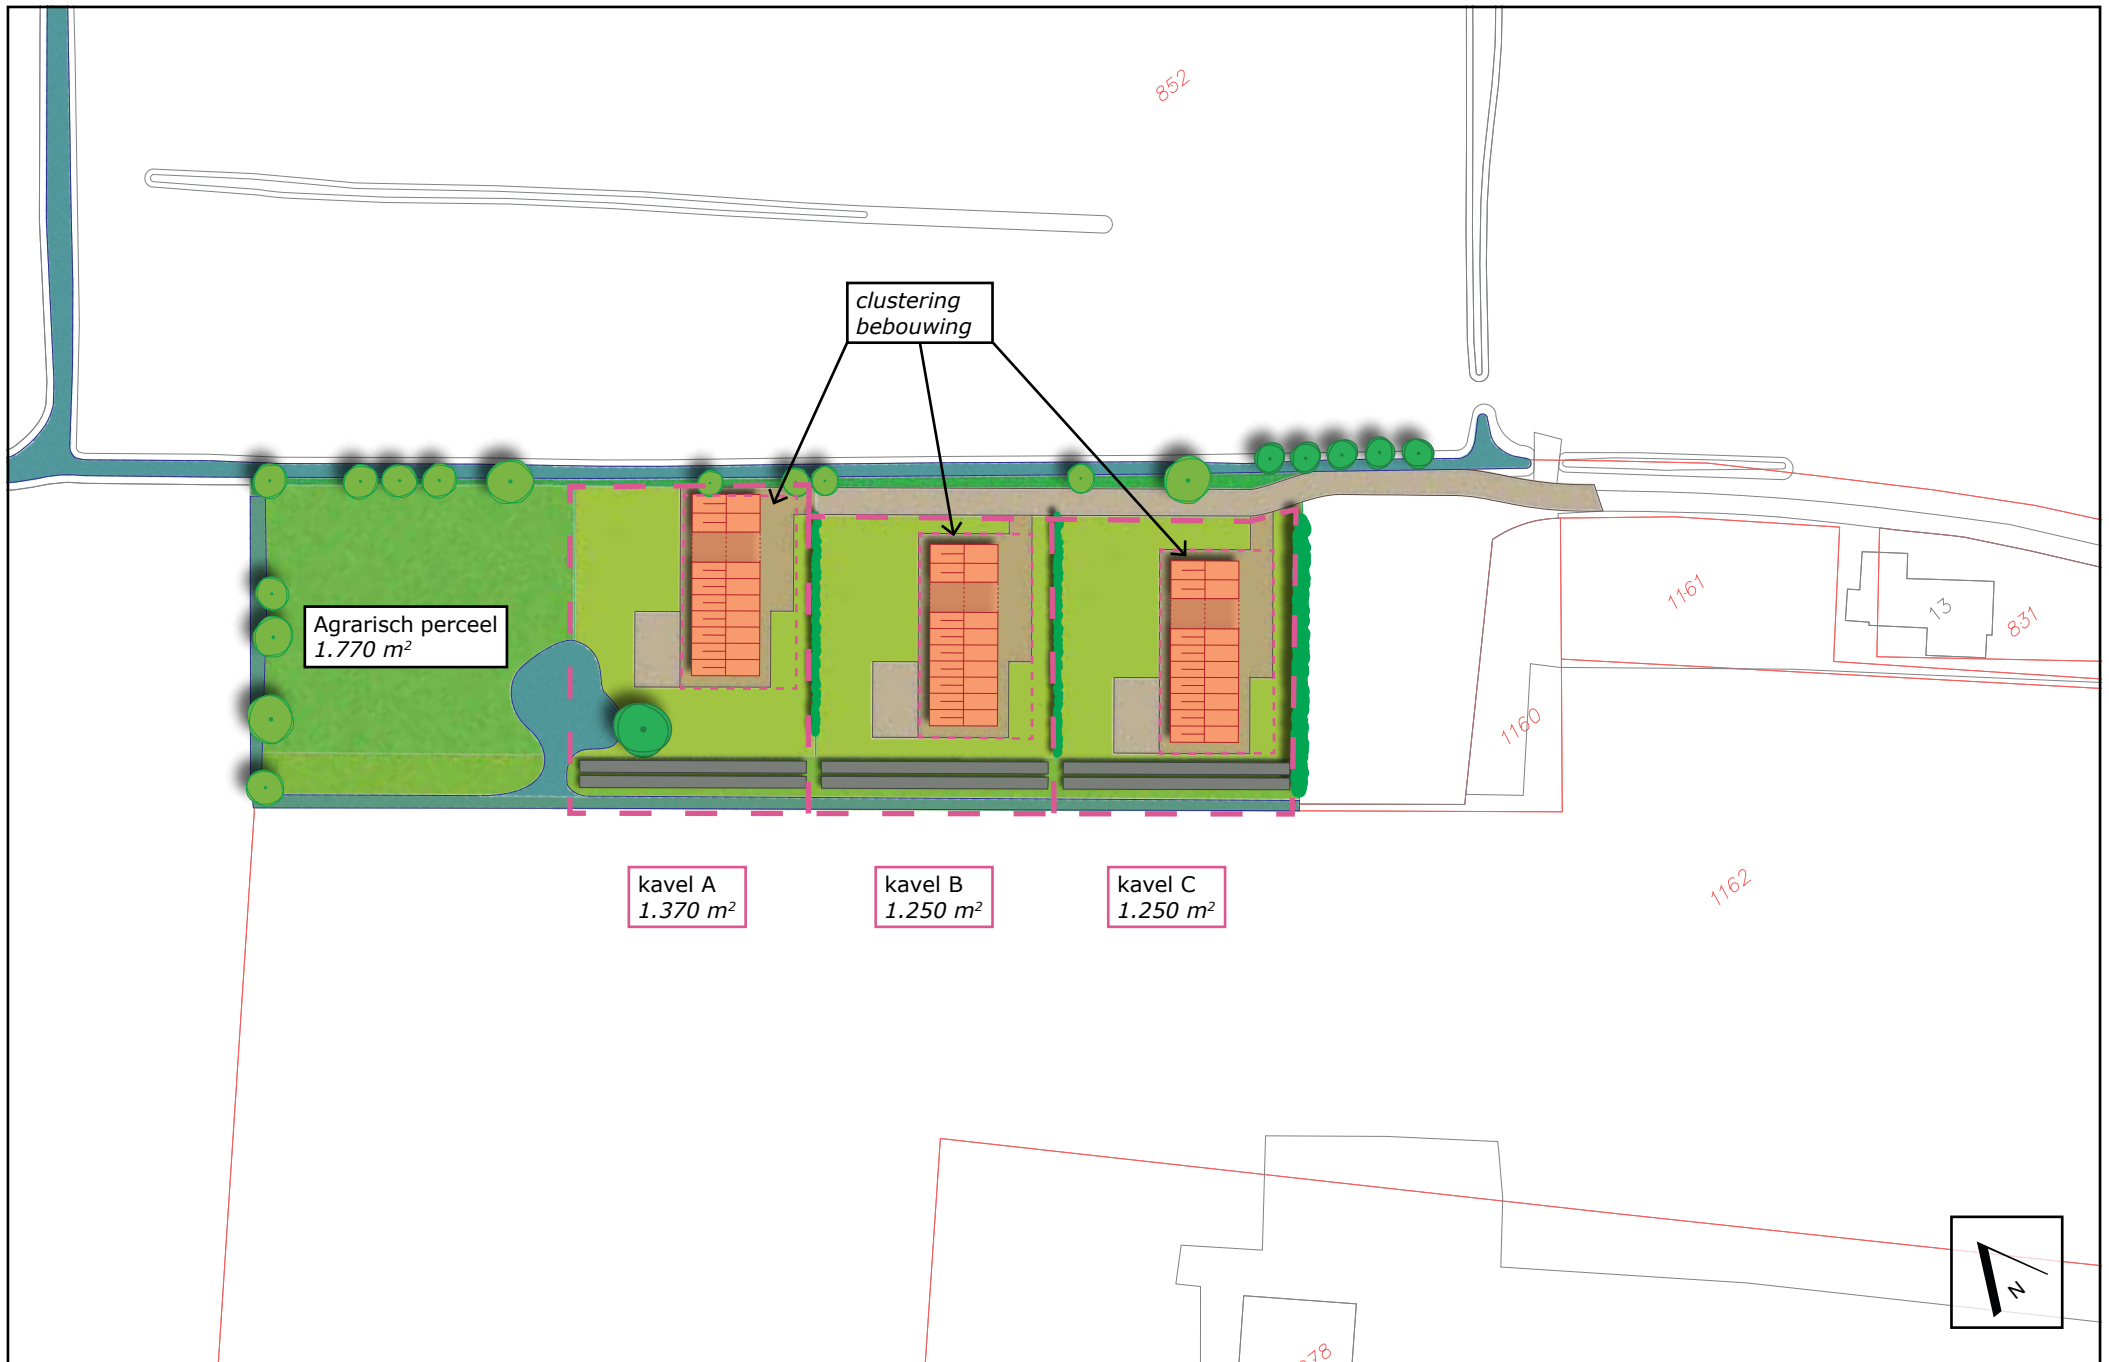 852
clustering
bebouwing
Agrarisch perceel
1.770 m²
1161
13
831
1160
kavel A
1.370 m²
kavel B
1.250 m²
kavel C
1.250 m²
1162
N